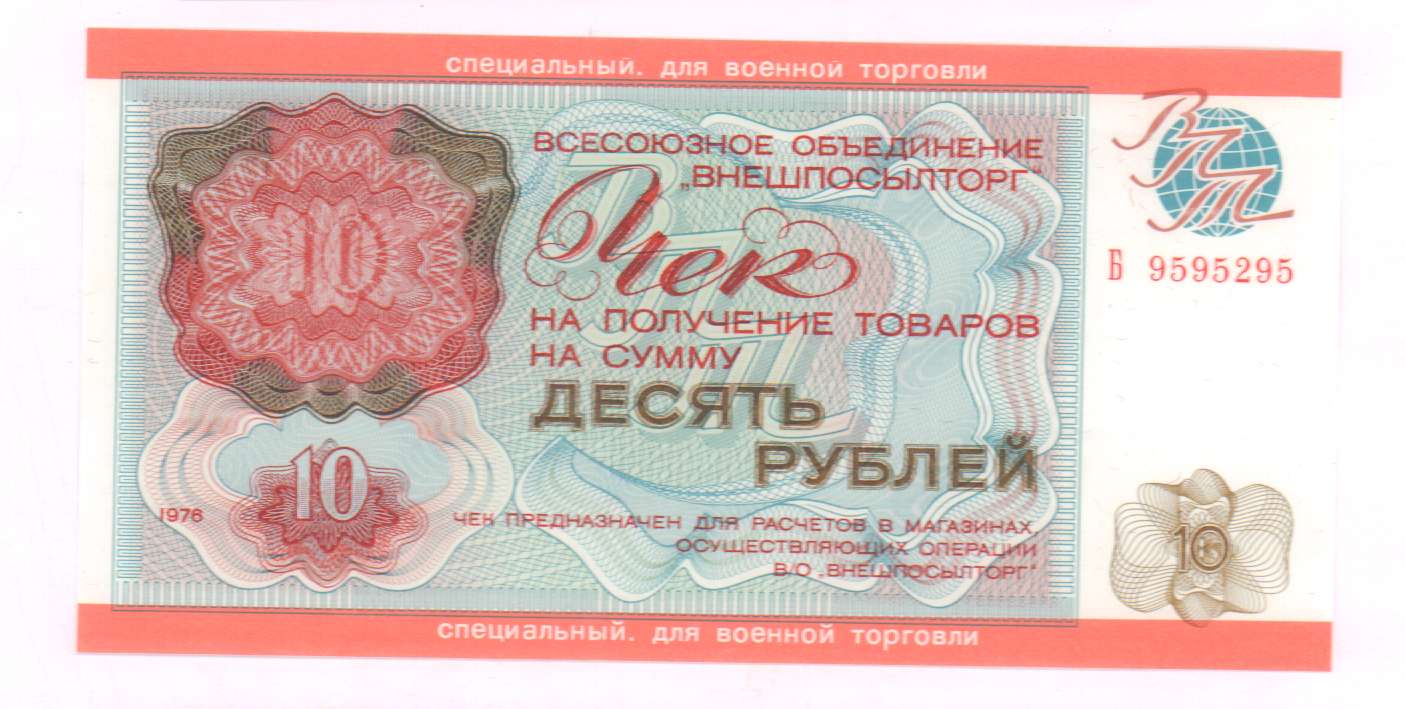 специальный. для военной торговли
ВСЕСОЮЗНОЕ ОБЪЕДИНЕНИЕ
„ВНЕШПОСЫЛТОРГ"
ВПТ
Чек
Б 9595295
10
НА ПОЛУЧЕНИЕ ТОВАРОВ
НА СУММУ
ДЕСЯТЬ
РУБЛЕЙ
10
1976
10
ЧЕК ПРЕДНАЗНАЧЕН ДЛЯ РАСЧЕТОВ В МАГАЗИНАХ,
ОСУЩЕСТВЛЯЮЩИХ ОПЕРАЦИИ
В/О „ВНЕШПОСЫЛТОРГ"
специальный. для военной торговли